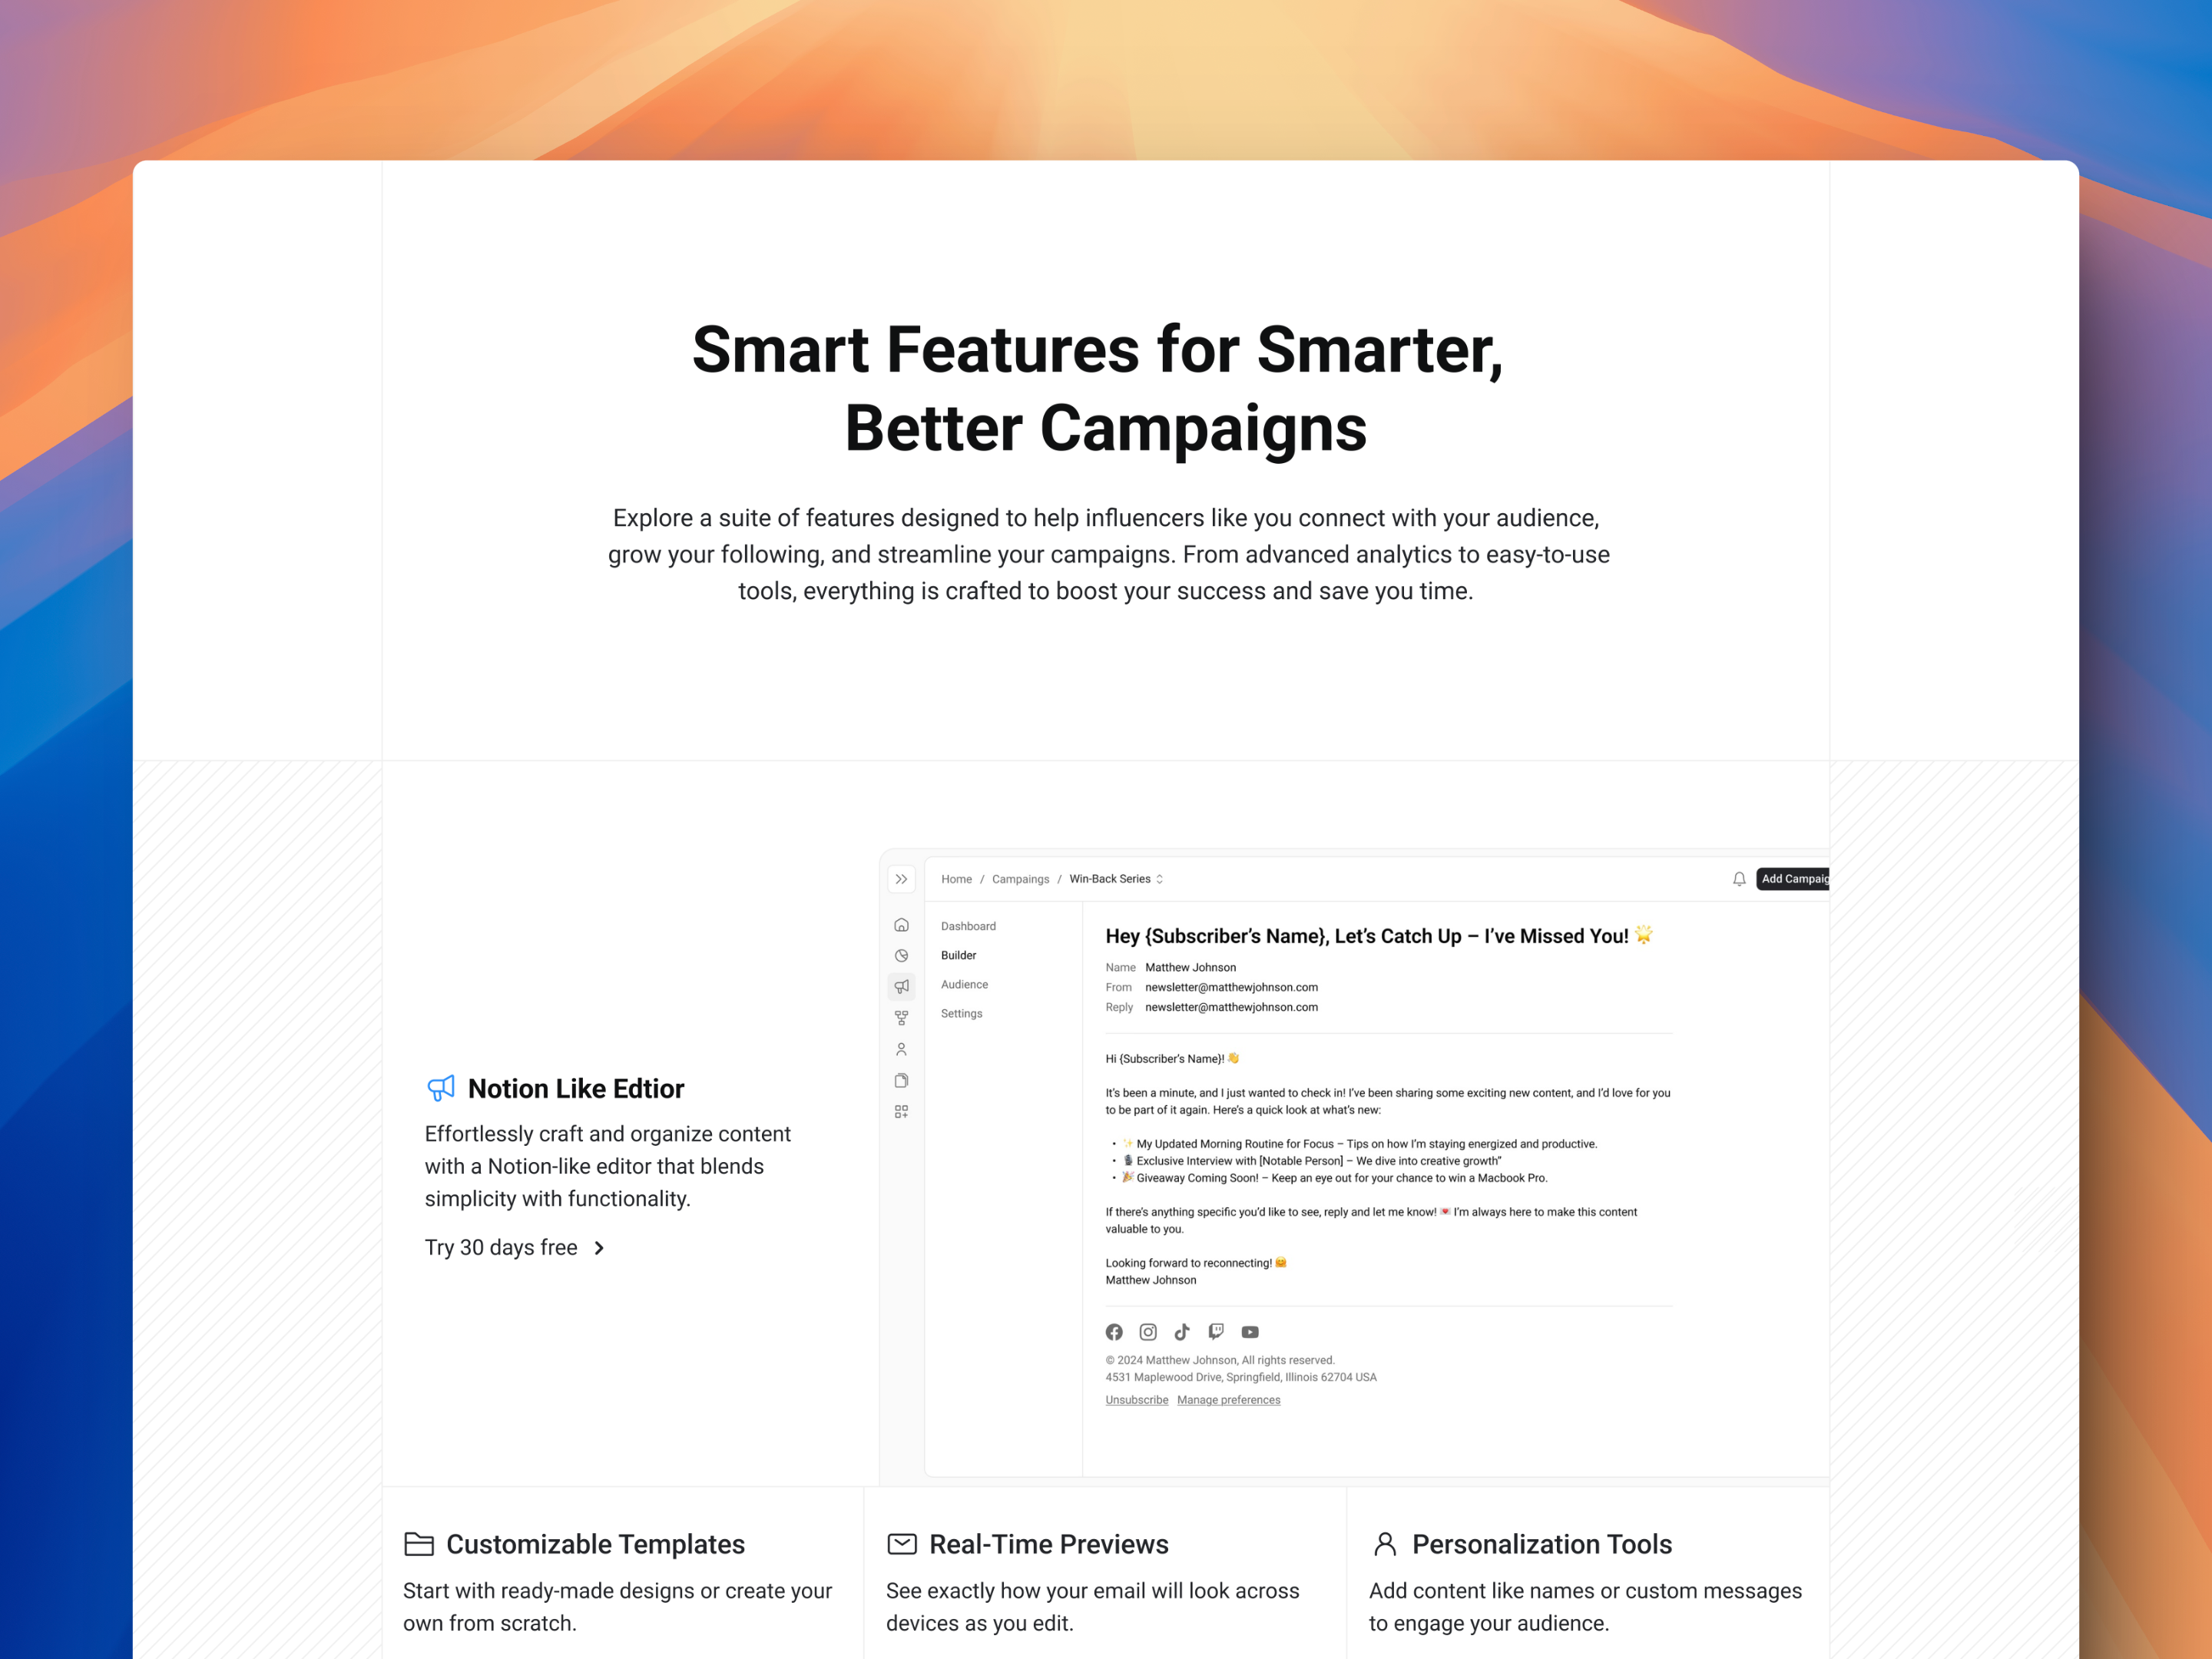 Smart Features for Smarter,
Better Campaigns
Explore a suite of features designed to help influencers like you connect with your audience,
grow your following, and streamline your campaigns. From advanced analytics to easy-to-use
tools, everything is crafted to boost your success and save you time.
Notion Like Edtior
Effortlessly craft and organize content
with a Notion-like editor that blends
simplicity with functionality.
Try 30 days free
Home / Campaings / Win-Back Series
Add Campaig
Dashboard
Builder
Audience
Settings
Hey {Subscriber’s Name}, Let’s Catch Up – I’ve Missed You! 🌟
Name Matthew Johnson
From newsletter@matthewjohnson.com
Reply newsletter@matthewjohnson.com
Hi {Subscriber’s Name}! 👋
It’s been a minute, and I just wanted to check in! I’ve been sharing some exciting new content, and I’d love for you
to be part of it again. Here’s a quick look at what’s new:
• ✨ My Updated Morning Routine for Focus – Tips on how I’m staying energized and productive.
• 🎙️ Exclusive Interview with [Notable Person] – We dive into creative growth”
• 🎉 Giveaway Coming Soon! – Keep an eye out for your chance to win a Macbook Pro.
If there’s anything specific you’d like to see, reply and let me know! 💌 I’m always here to make this content
valuable to you.
Looking forward to reconnecting! 🤗
Matthew Johnson
© 2024 Matthew Johnson, All rights reserved.
4531 Maplewood Drive, Springfield, Illinois 62704 USA
Unsubscribe Manage preferences
Customizable Templates
Start with ready-made designs or create your
own from scratch.
Real-Time Previews
See exactly how your email will look across
devices as you edit.
Personalization Tools
Add content like names or custom messages
to engage your audience.